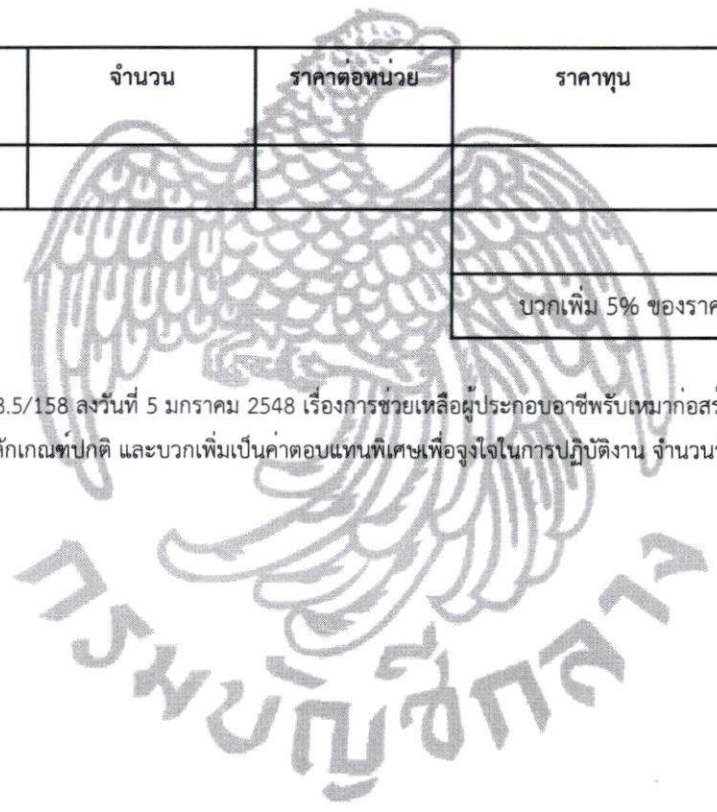 จำนวน ราคาต่อหน่วย ราคาทุน
บวกเพิ่ม 5% ของราค
8.5/158 ลงวันที่ 5 มกราคม 2548 เรื่องการช่วยเหลือผู้ประกอบอาชีพรับเหมาก่อสร้
ลักเกณฑ์ปกติ และบวกเพิ่มเป็นค่าตอบแทนพิเศษเพื่อจูงใจในการปฏิบัติงาน จำนวน
กรมบัญชีกลาง